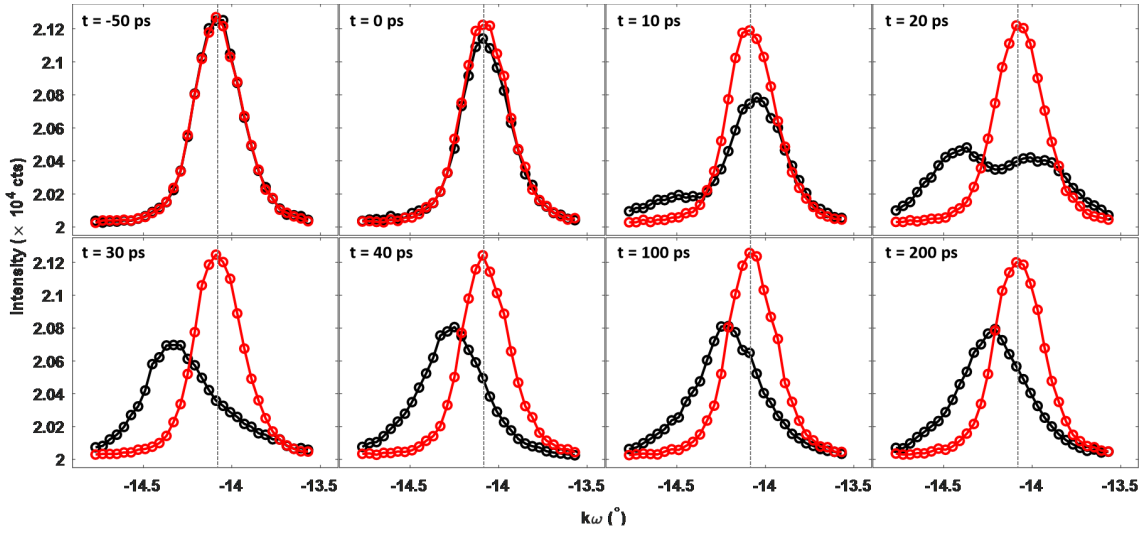 t = -50 ps
t = 0 ps
t = 10 ps
t = 20 ps
2.12
2.1
2.08
2.06
2.04
2.02
2
t = 30 ps
t = 40 ps
t = 100 ps
t = 200 ps
2.12
2.1
2.08
2.06
2.04
2.02
2
Intensity ( × 10⁴ cts)
-14.5 -14 -13.5 -14.5 -14 -13.5 -14.5 -14 -13.5 -14.5 -14 -13.5
kω (°)